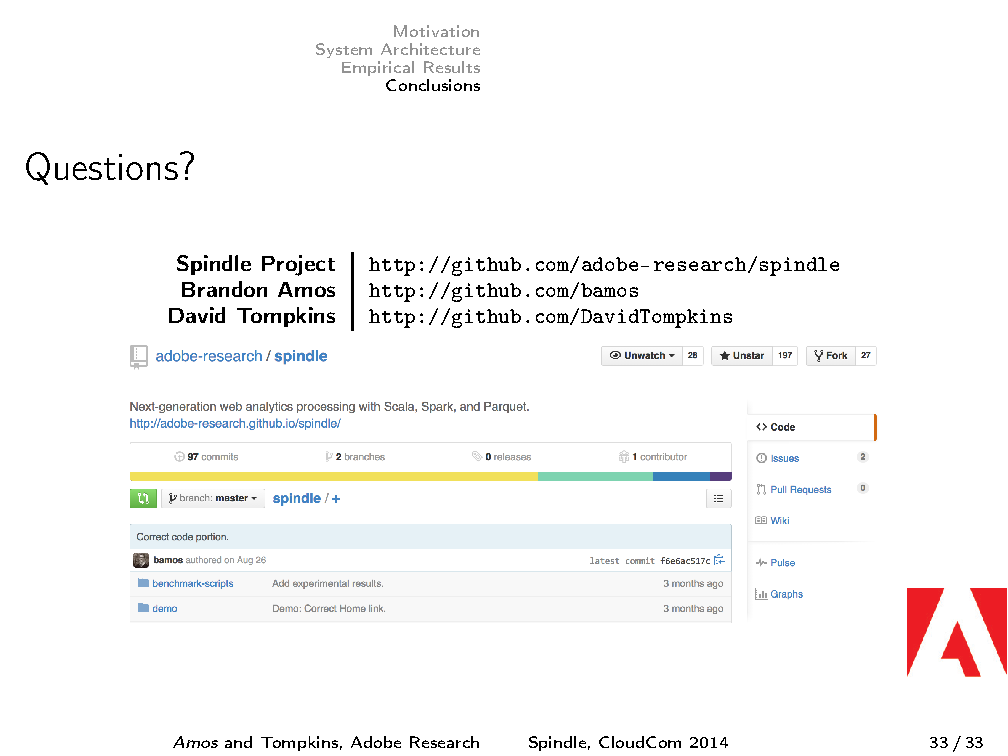 Motivation
System Architecture
Empirical Results
Conclusions
Questions?
Spindle Project http://github.com/adobe-research/spindle
Brandon Amos http://github.com/bamos
David Tompkins http://github.com/DavidTompkins
adobe-research / spindle Unwatch 28 Unstar 197 Fork 27
Next-generation web analytics processing with Scala, Spark, and Parquet.
http://adobe-research.github.io/spindle/
97 commits 2 branches 0 releases 1 contributor
branch: master spindle / +
Correct code portion.
bamos authored on Aug 26 latest commit f6e6ac517c
benchmark-scripts Add experimental results. 3 months ago
demo Demo: Correct Home link. 3 months ago
Code
Issues 2
Pull Requests 0
Wiki
Pulse
Graphs
Amos and Tompkins, Adobe Research Spindle, CloudCom 2014 33 / 33